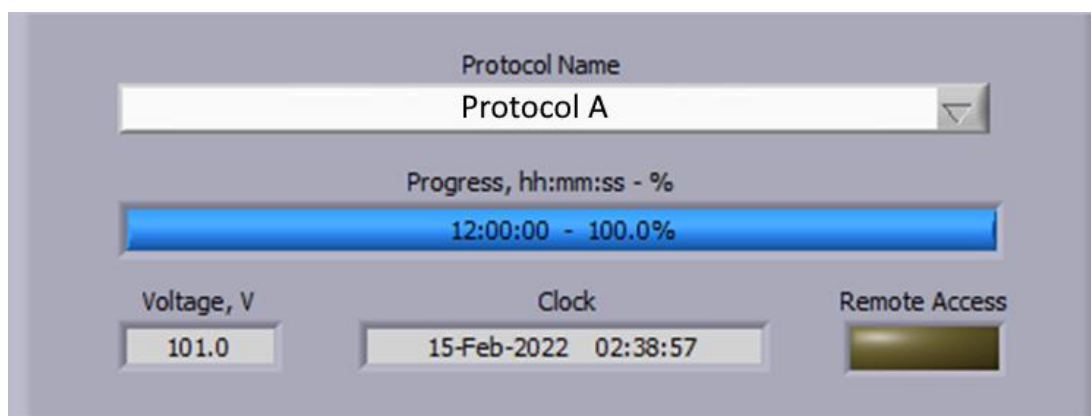 Protocol Name
Protocol A
Progress, hh:mm:ss - %
12:00:00 - 100.0%
Voltage, V Clock Remote Access
101.0 15-Feb-2022 02:38:57